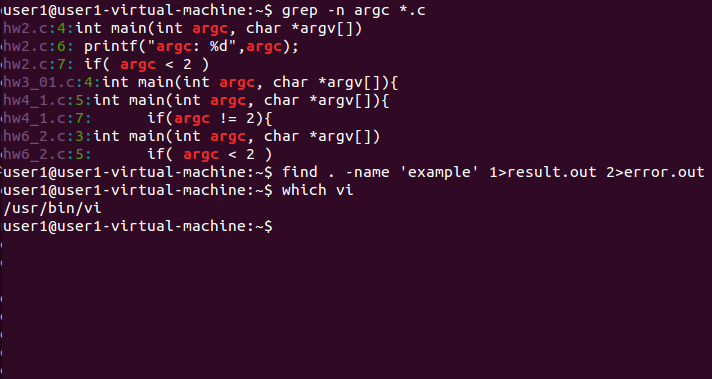 user1@user1-virtual-machine:~$ grep -n argc *.c
hw2.c:4:int main(int argc, char *argv[])
hw2.c:6: printf("argc: %d",argc);
hw2.c:7: if( argc < 2 )
hw3_01.c:4:int main(int argc, char *argv[]){
hw4_1.c:5:int main(int argc, char *argv[]){
hw4_1.c:7:      if(argc != 2){
hw6_2.c:3:int main(int argc, char *argv[])
hw6_2.c:5:      if( argc < 2 )
user1@user1-virtual-machine:~$ find . -name 'example' 1>result.out 2>error.out
user1@user1-virtual-machine:~$ which vi
/usr/bin/vi
user1@user1-virtual-machine:~$